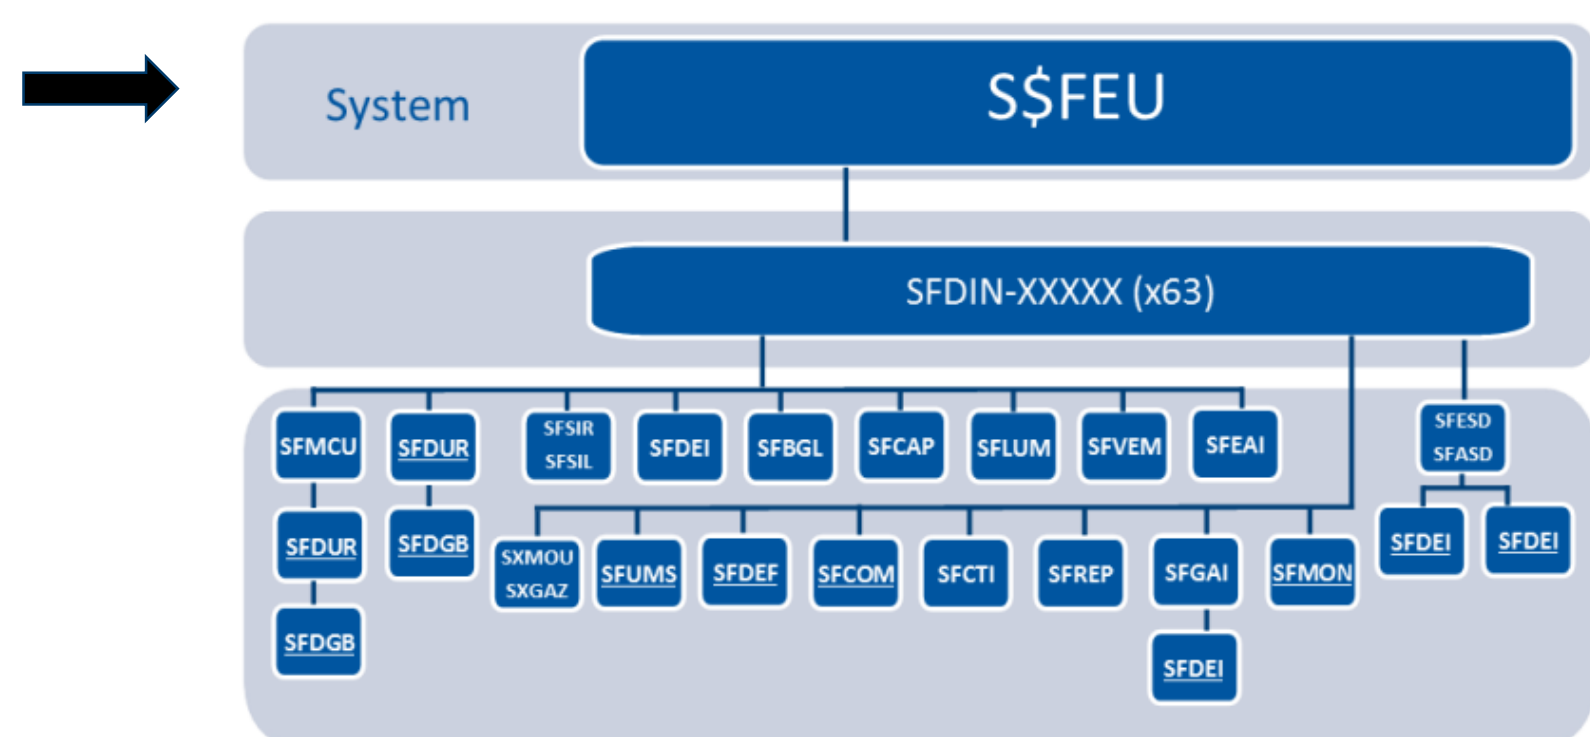 System
S$FEU
SFDIN-XXXXX (x63)
SFMCU
SFDUR
SFSIR
SFSIL
SFDEI
SFBGL
SFCAP
SFLUM
SFVEM
SFEAI
SFESD
SFASD
SFDUR
SFDGB
SXMOU
SXGAZ
SFUMS
SFDEF
SFCOM
SFCTI
SFREP
SFGAI
SFMON
SFDEI
SFDEI
SFDGB
SFDEI